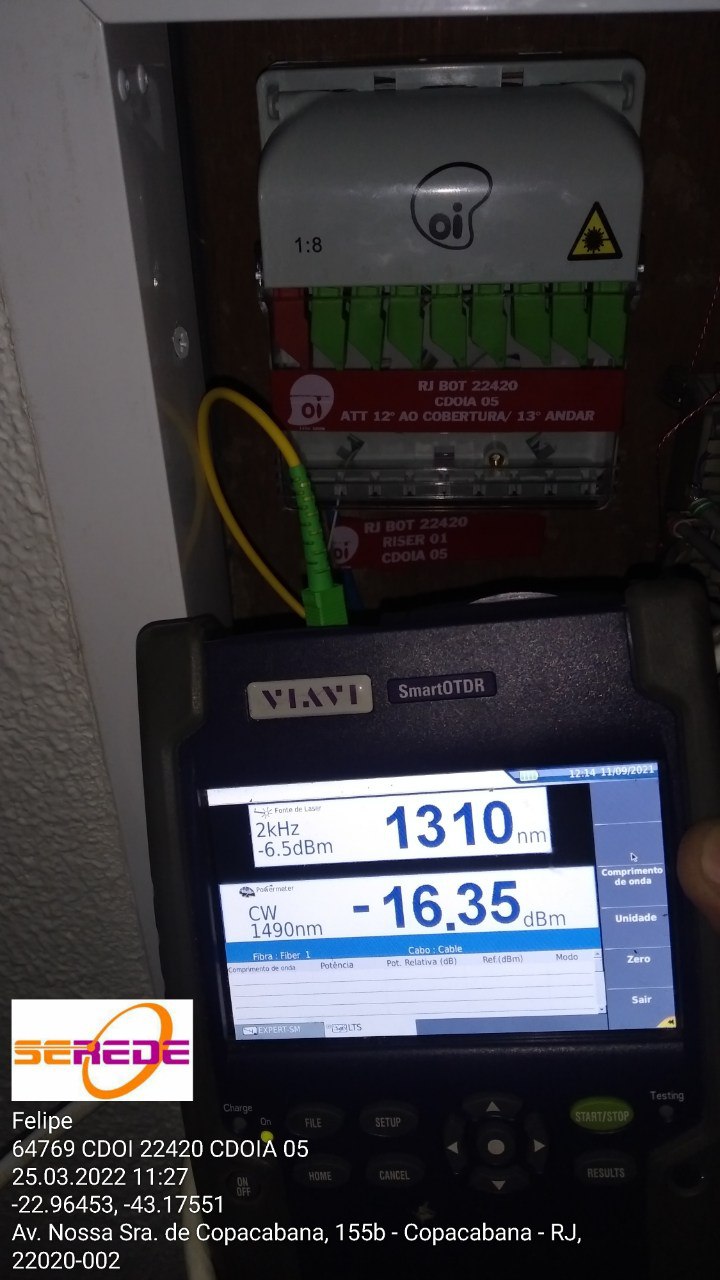 oi
1:8
oi
RJ BOT 22420
CDOIA 05
ATT 12° AO COBERTURA/ 13° ANDAR
oi
RJ BOT 22420
RISER 01
CDOIA 05
VIAVI
SmartOTDR
12:14 11/09/2021
Fonte de Laser
2kHz
-6.5dBm
1310nm
Powermeter
CW
1490nm
-16.35dBm
Comprimento
de onda
Unidade
Zero
Sair
Fibra : Fiber 1
Cabo : Cable
Comprimento de onda Potência Pot. Relativa (dB) Ref.(dBm) Modo
EXPERT SM
LTS
Charge
On
Testing
FILE
SETUP
START/STOP
ON
OFF
HOME
CANCEL
RESULTS
SEREDE
Felipe
64769 CDOI 22420 CDOIA 05
25.03.2022 11:27
-22.96453, -43.17551
Av. Nossa Sra. de Copacabana, 155b - Copacabana - RJ,
22020-002